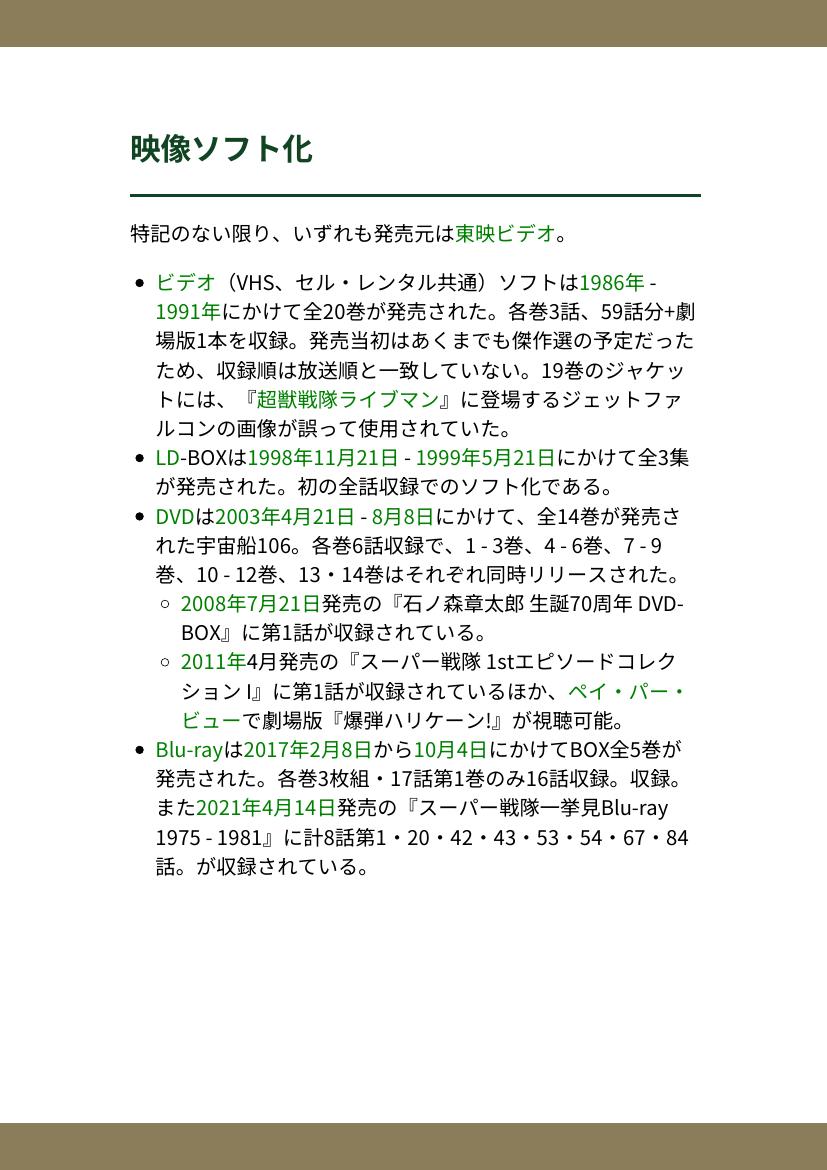 映像ソフト化
特記のない限り、いずれも発売元は東映ビデオ。
ビデオ（VHS、セル・レンタル共通）ソフトは1986年 -
1991年にかけて全20巻が発売された。各巻3話、59話分+劇
場版1本を収録。発売当初はあくまでも傑作選の予定だった
ため、収録順は放送順と一致していない。19巻のジャケッ
トには、『超獣戦隊ライブマン』に登場するジェットファ
ルコンの画像が誤って使用されていた。
LD-BOXは1998年11月21日 - 1999年5月21日にかけて全3集
が発売された。初の全話収録でのソフト化である。
DVDは2003年4月21日 - 8月8日にかけて、全14巻が発売さ
れた宇宙船106。各巻6話収録で、1 - 3巻、4 - 6巻、7 - 9
巻、10 - 12巻、13・14巻はそれぞれ同時リリースされた。
2008年7月21日発売の『石ノ森章太郎 生誕70周年 DVD-
BOX』に第1話が収録されている。
2011年4月発売の『スーパー戦隊 1stエピソードコレク
ション I』に第1話が収録されているほか、ペイ・パー・
ビューで劇場版『爆弾ハリケーン!』が視聴可能。
Blu-rayは2017年2月8日から10月4日にかけてBOX全5巻が
発売された。各巻3枚組・17話第1巻のみ16話収録。収録。
また2021年4月14日発売の『スーパー戦隊一挙見Blu-ray
1975 - 1981』に計8話第1・20・42・43・53・54・67・84
話。が収録されている。